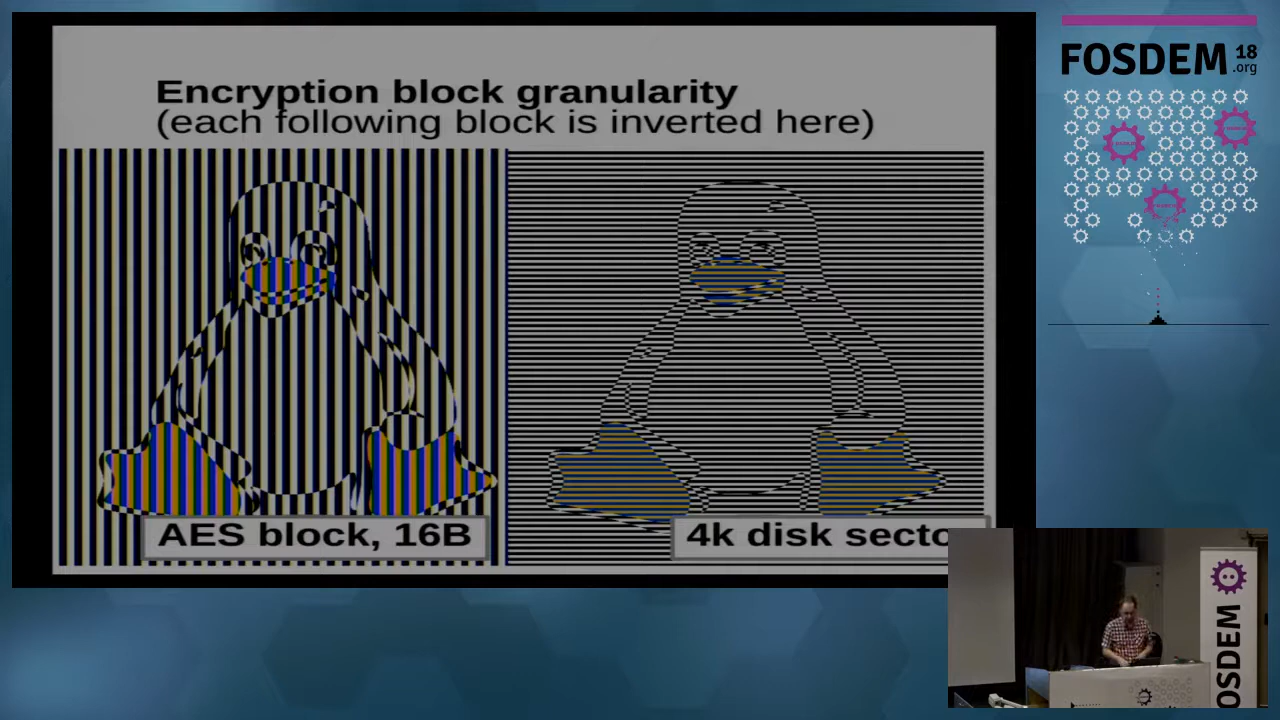 Encryption block granularity
(each following block is inverted here)
AES block, 16B
4k disk secto
FOSDEM 18
.org
FOSDEM